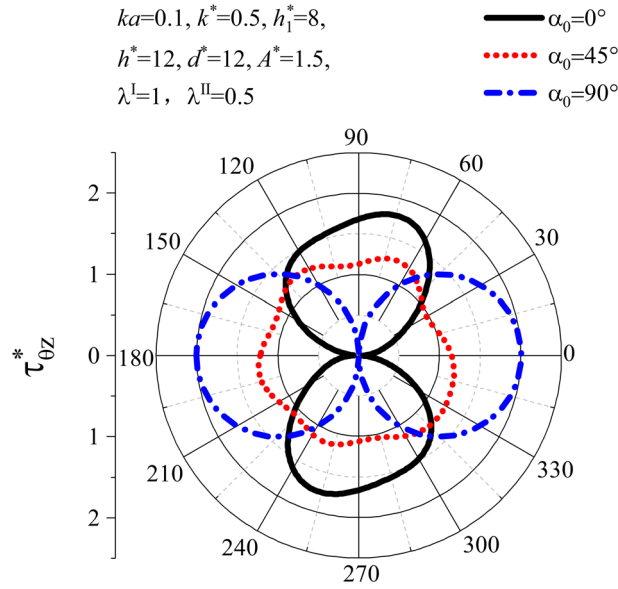 ka=0.1, k*=0.5, h₁*=8,
h*=12, d*=12, A*=1.5,
λᴵ=1， λᴵᴵ=0.5
α₀=0°
α₀=45°
α₀=90°
90
120
60
150
30
180
0
210
330
240
300
270
2
1
0
1
2
τ*θz